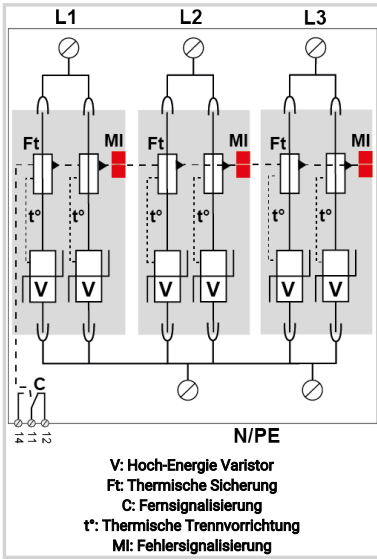 L1 L2 L3
Ft MI Ft MI Ft MI
t° t° t° t° t° t°
V V V V V V
C
14 11 12
N/PE
V: Hoch-Energie Varistor
Ft: Thermische Sicherung
C: Fernsignalisierung
t°: Thermische Trennvorrichtung
MI: Fehlersignalisierung